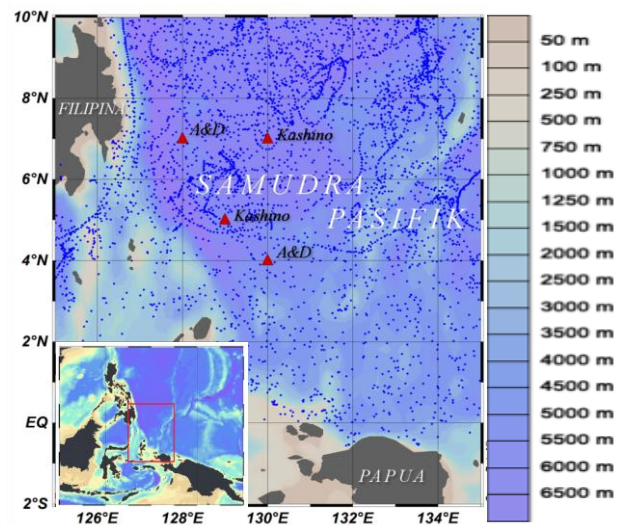 10°N
8°N
6°N
4°N
2°N
EQ
2°S
126°E
128°E
130°E
132°E
134°E
FILIPINA
A&D
Kashino
SAMUDRA
PASIFIK
Kashino
A&D
PAPUA
50 m
100 m
250 m
500 m
750 m
1000 m
1250 m
1500 m
2000 m
2500 m
3000 m
3500 m
4000 m
4500 m
5000 m
5500 m
6000 m
6500 m